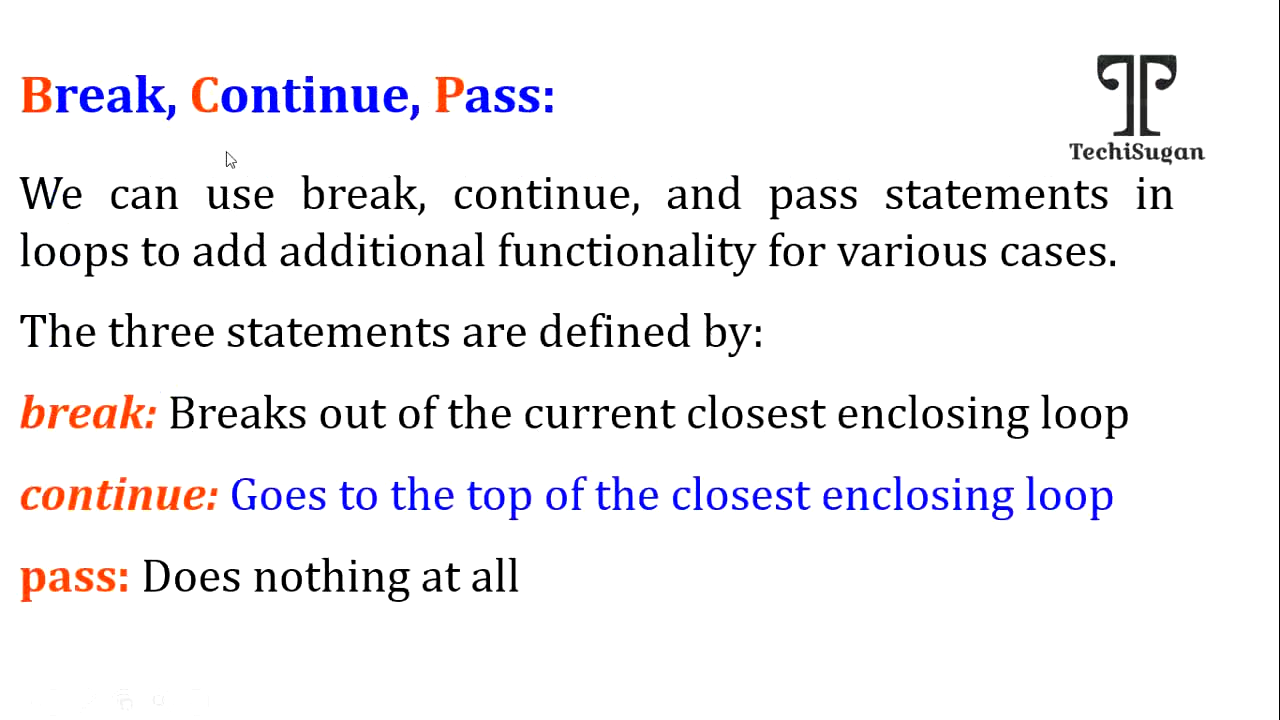 Break, Continue, Pass:
TechiSugan
We can use break, continue, and pass statements in
loops to add additional functionality for various cases.
The three statements are defined by:
break: Breaks out of the current closest enclosing loop
continue: Goes to the top of the closest enclosing loop
pass: Does nothing at all